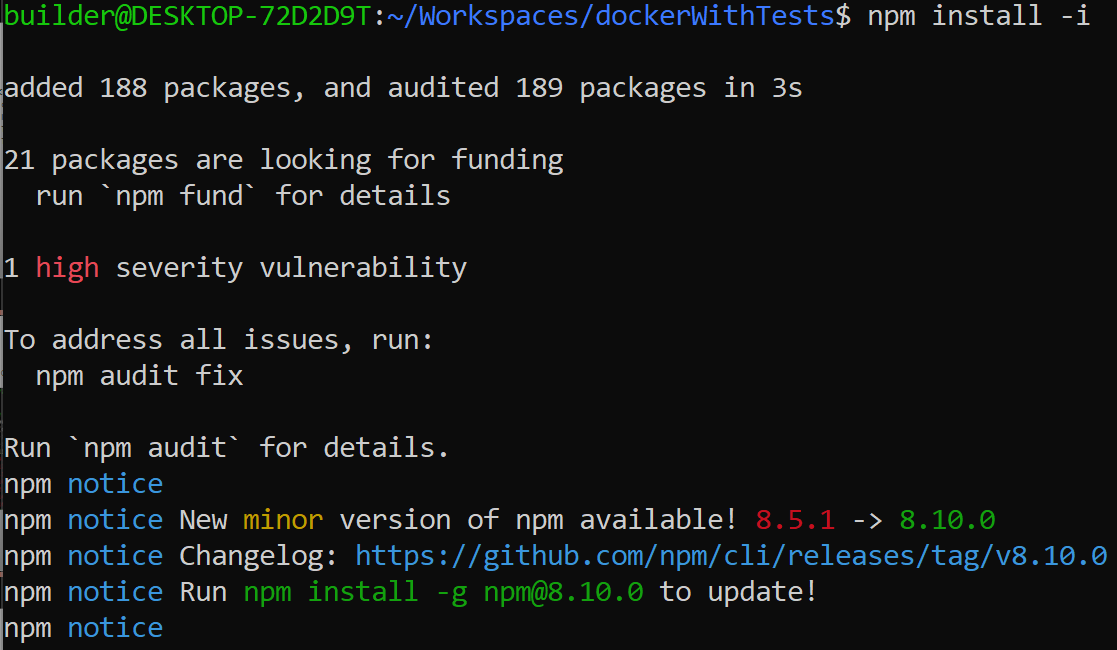 builder@DESKTOP-72D2D9T:~/Workspaces/dockerWithTests$ npm install -i
added 188 packages, and audited 189 packages in 3s
21 packages are looking for funding
  run `npm fund` for details
1 high severity vulnerability
To address all issues, run:
  npm audit fix
Run `npm audit` for details.
npm notice
npm notice New minor version of npm available! 8.5.1 -> 8.10.0
npm notice Changelog: https://github.com/npm/cli/releases/tag/v8.10.0
npm notice Run npm install -g npm@8.10.0 to update!
npm notice